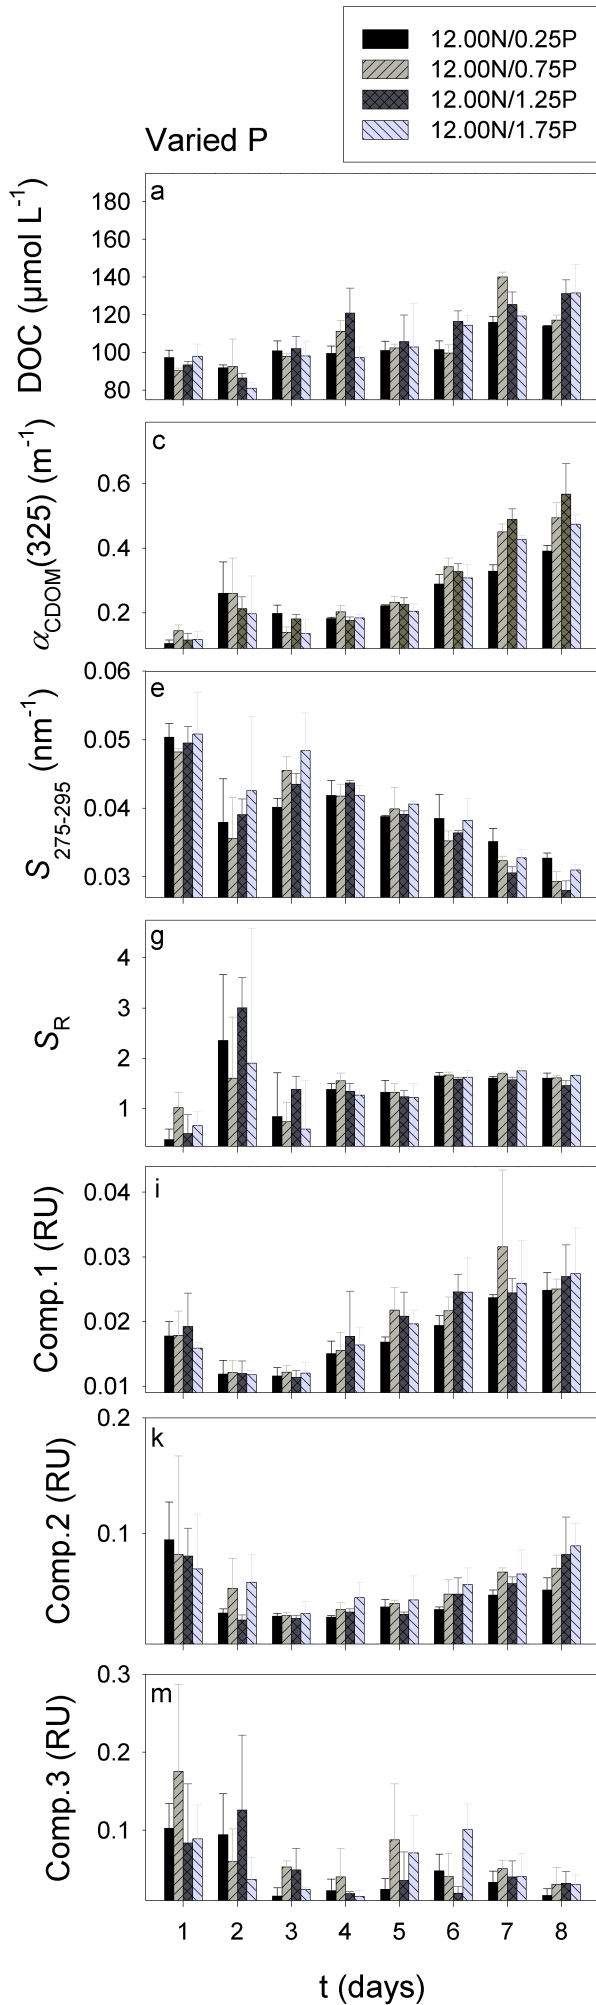 12.00N/0.25P
12.00N/0.75P
12.00N/1.25P
12.00N/1.75P
Varied P
a
DOC (µmol L⁻¹)
180
160
140
120
100
80
c
α_CDOM(325) (m⁻¹)
0.6
0.4
0.2
e
S_275-295 (nm⁻¹)
0.06
0.05
0.04
0.03
g
S_R
4
3
2
1
i
Comp.1 (RU)
0.04
0.03
0.02
0.01
k
Comp.2 (RU)
0.2
0.1
m
Comp.3 (RU)
0.3
0.2
0.1
1 2 3 4 5 6 7 8
t (days)